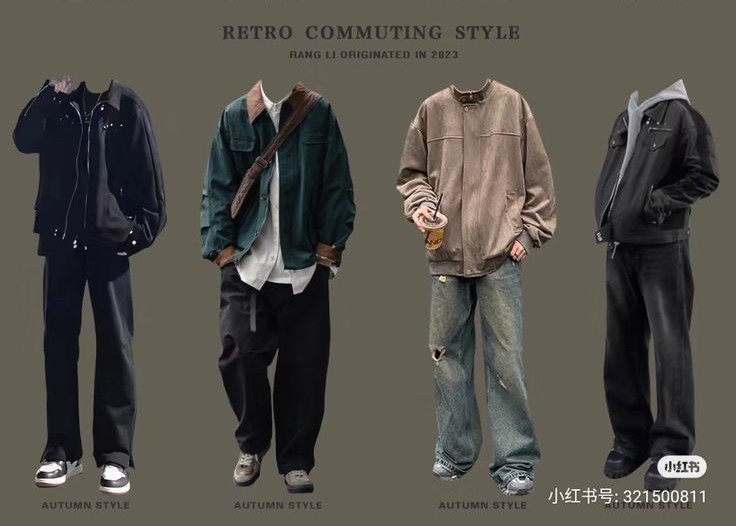 RETRO COMMUTING STYLE
RANG LI ORIGINATED IN 2023
AUTUMN STYLE
AUTUMN STYLE
AUTUMN STYLE
AUTUMN STYLE
小红书
小红书号: 321500811